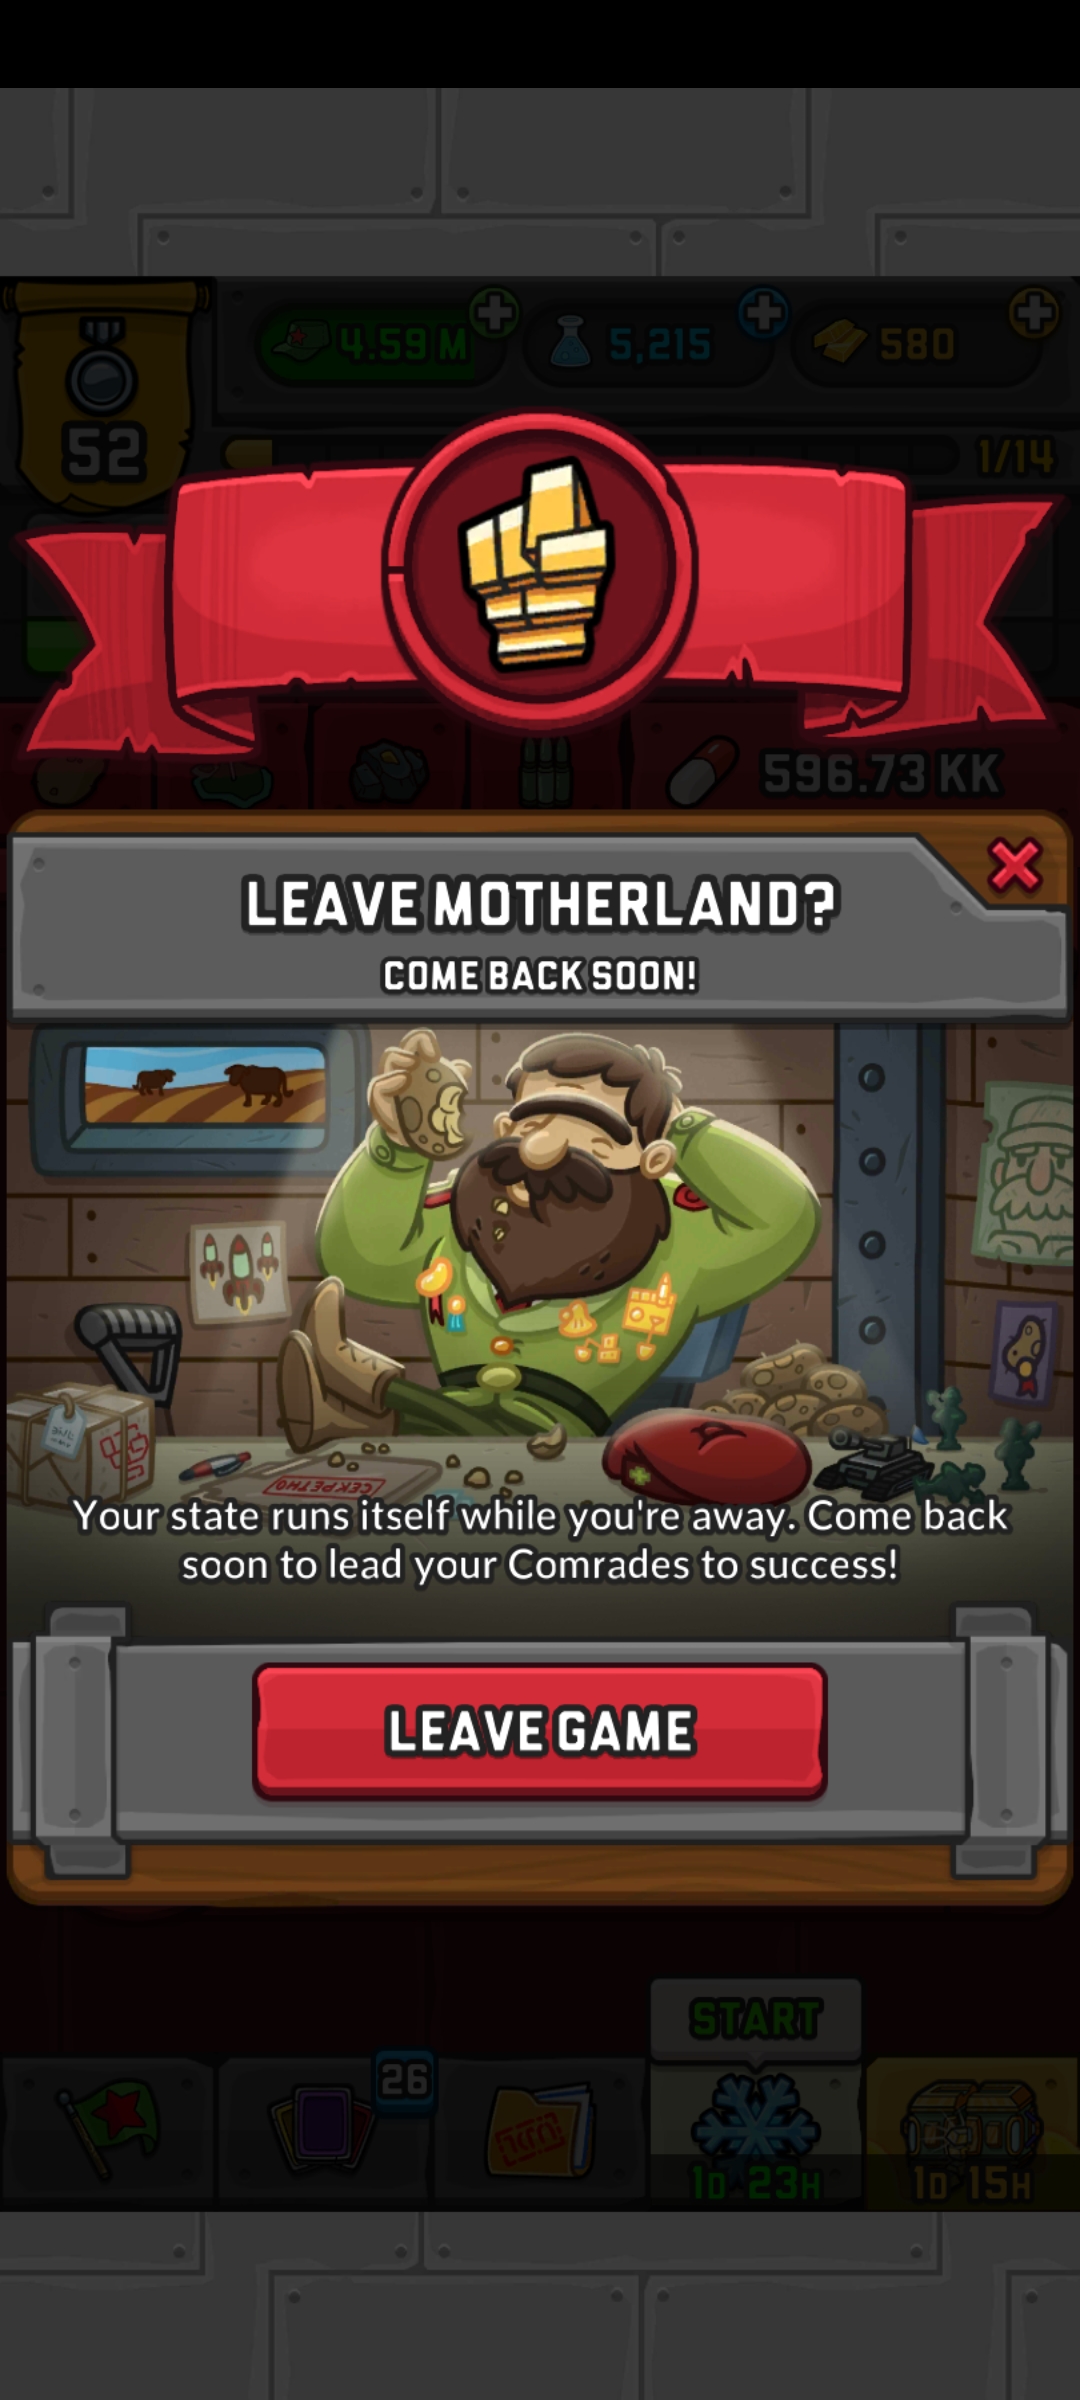 4.59 M
5,215
580
52
1/14
596.73 KK
LEAVE MOTHERLAND?
COME BACK SOON!
СЕКРЕТНО
Your state runs itself while you're away. Come back
soon to lead your Comrades to success!
LEAVE GAME
START
26
1D 23H
1D 15H